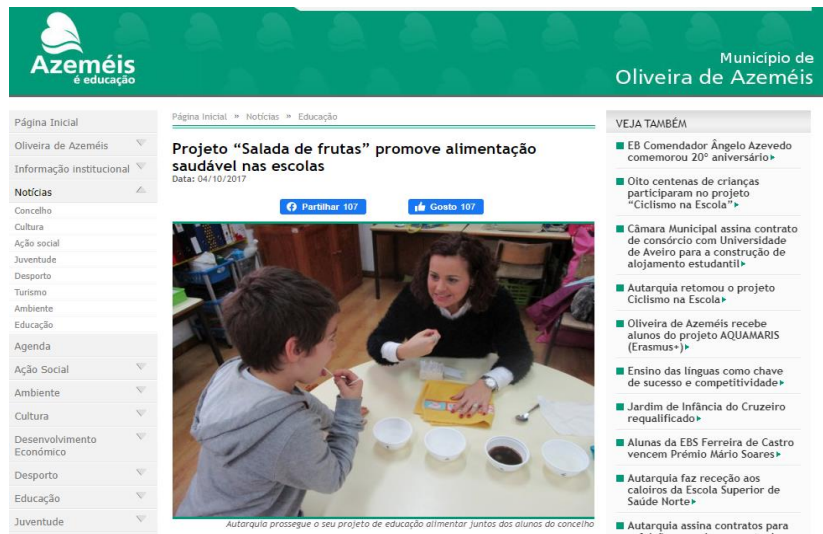 Azeméis
é educação
Município de
Oliveira de Azeméis
Página Inicial
Oliveira de Azeméis
Informação institucional
Notícias
Concelho
Cultura
Ação social
Juventude
Desporto
Turismo
Ambiente
Educação
Agenda
Ação Social
Ambiente
Cultura
Desenvolvimento
Económico
Desporto
Educação
Juventude
Página Inicial » Notícias » Educação
Projeto “Salada de frutas” promove alimentação
saudável nas escolas
Data: 04/10/2017
Partilhar 107
Gosto 107
Autarquia prossegue o seu projeto de educação alimentar juntos dos alunos do concelho
VEJA TAMBÉM
EB Comendador Ângelo Azevedo
comemorou 20º aniversário
Oito centenas de crianças
participaram no projeto
“Ciclismo na Escola”
Câmara Municipal assina contrato
de consórcio com Universidade
de Aveiro para a construção de
alojamento estudantil
Autarquia retomou o projeto
Ciclismo na Escola
Oliveira de Azeméis recebe
alunos do projeto AQUAMARIS
(Erasmus+)
Ensino das línguas como chave
de sucesso e competitividade
Jardim de Infância do Cruzeiro
requalificado
Alunas da EBS Ferreira de Castro
vencem Prémio Mário Soares
Autarquia faz receção aos
caloiros da Escola Superior de
Saúde Norte
Autarquia assina contratos para